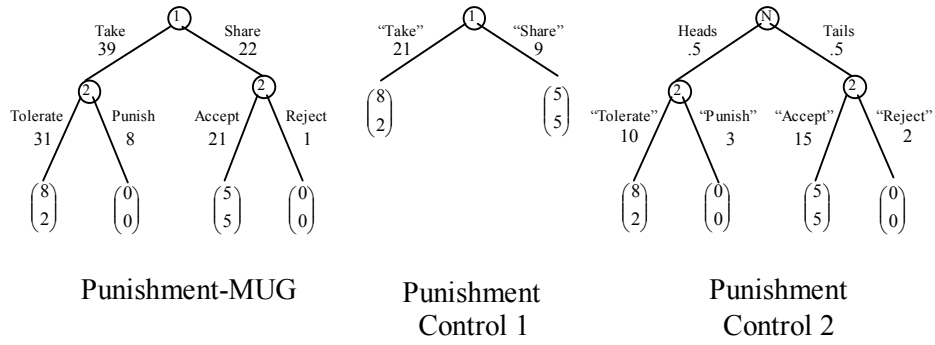 1
Take
39
Share
22
2
2
Tolerate
31
Punish
8
Accept
21
Reject
1
8
2
0
0
5
5
0
0
Punishment-MUG
1
“Take”
21
“Share”
9
8
2
5
5
Punishment
Control 1
N
Heads
.5
Tails
.5
2
2
“Tolerate”
10
“Punish”
3
“Accept”
15
“Reject”
2
8
2
0
0
5
5
0
0
Punishment
Control 2